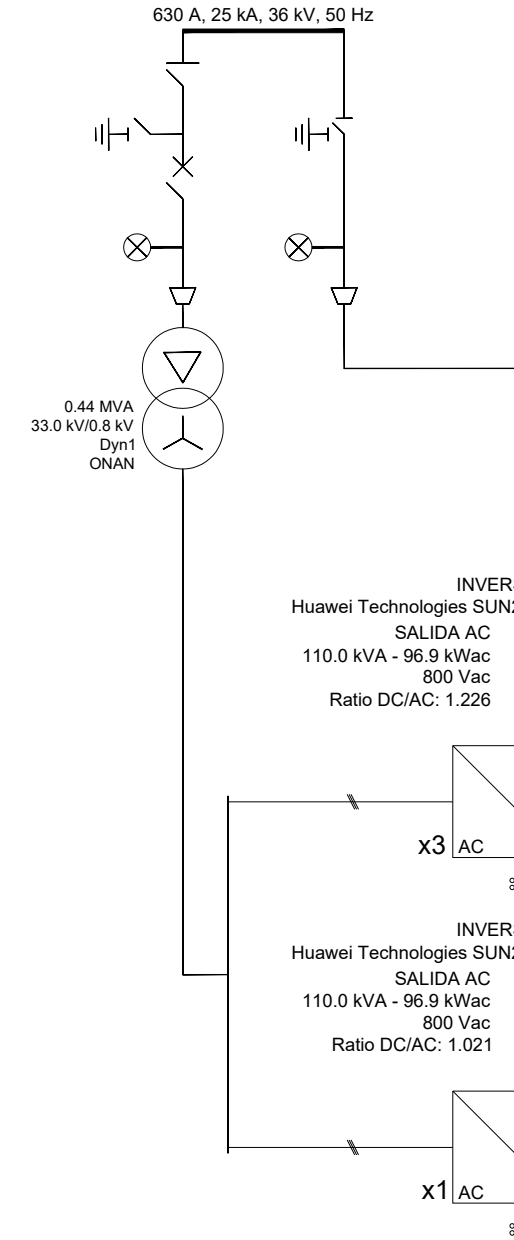 630 A, 25 kA, 36 kV, 50 Hz
0.44 MVA
33.0 kV/0.8 kV
Dyn1
ONAN
Huawei Technologies
SALIDA AC
110.0 kVA - 96.9 kWac
800 Vac
Ratio DC/AC: 1.226
x3 AC
Huawei Technologies
SALIDA AC
110.0 kVA - 96.9 kWac
800 Vac
Ratio DC/AC: 1.021
x1 AC